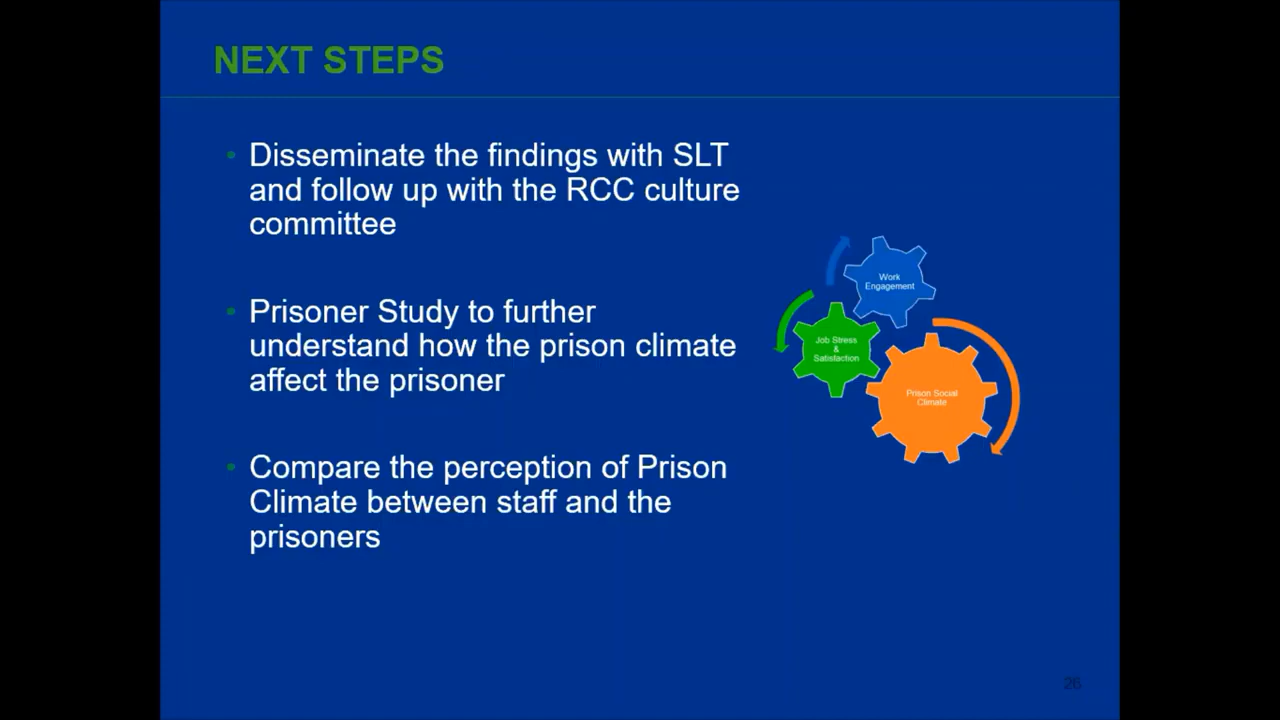 NEXT STEPS
• Disseminate the findings with SLT
and follow up with the RCC culture
committee
• Prisoner Study to further
understand how the prison climate
affect the prisoner
• Compare the perception of Prison
Climate between staff and the
prisoners
Work
Engagement
Job Stress
&
Satisfaction
Prison Social
Climate
26